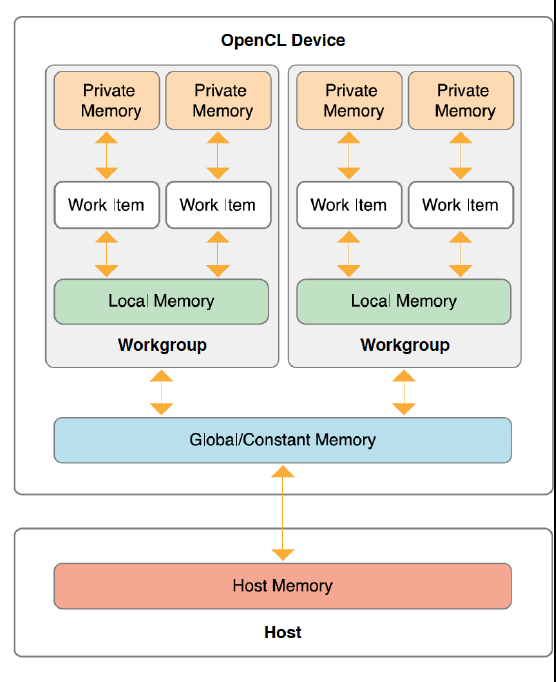 OpenCL Device
Private Memory
Private Memory
Private Memory
Private Memory
Work Item
Work Item
Work Item
Work Item
Local Memory
Local Memory
Workgroup
Workgroup
Global/Constant Memory
Host Memory
Host